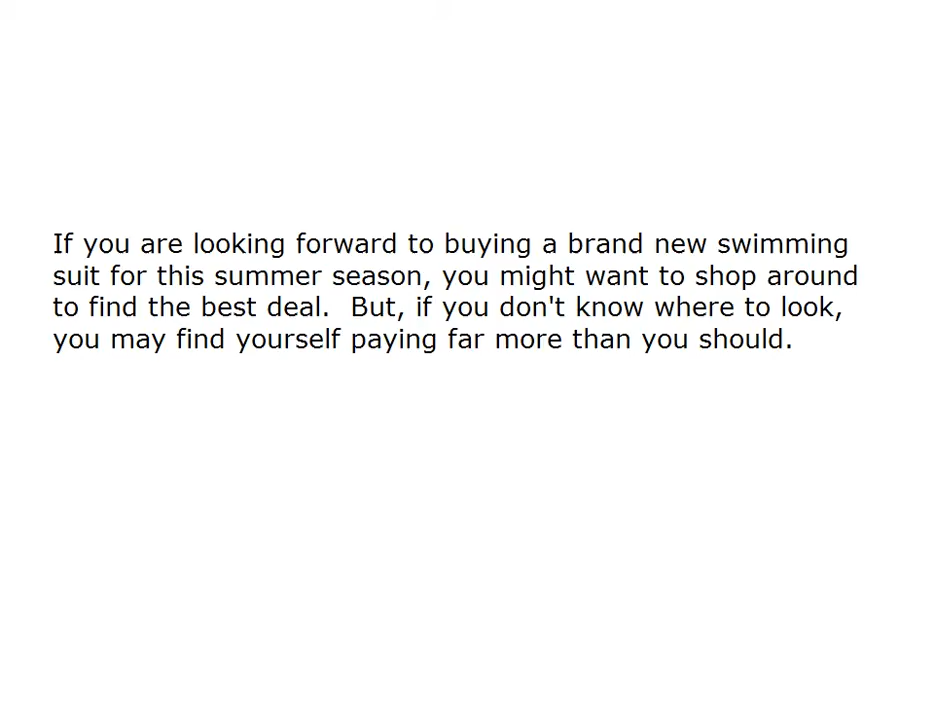 If you are looking forward to buying a brand new swimming
suit for this summer season, you might want to shop around
to find the best deal.  But, if you don't know where to look,
you may find yourself paying far more than you should.